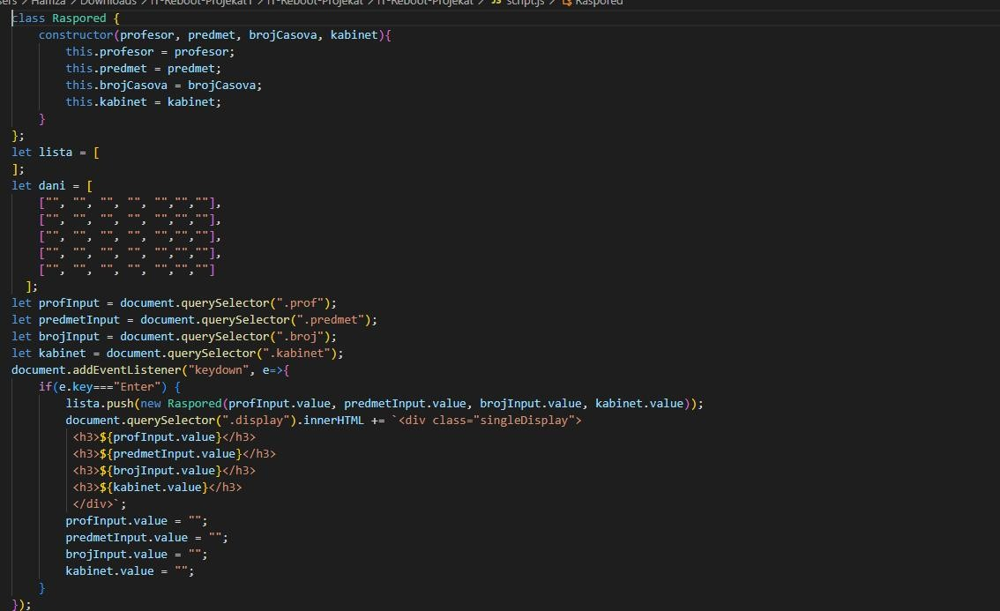 sers > Hamza > Downloads > IT-Reboot-Projekat1 > IT-Reboot-Projekat > IT-Reboot-Projekat > JS script.js > Raspored
class Raspored {
    constructor(profesor, predmet, brojCasova, kabinet){
        this.profesor = profesor;
        this.predmet = predmet;
        this.brojCasova = brojCasova;
        this.kabinet = kabinet;
    }
};
let lista = [
];
let dani = [
    ["", "", "", "", "","",""],
    ["", "", "", "", "","",""],
    ["", "", "", "", "","",""],
    ["", "", "", "", "","",""],
    ["", "", "", "", "","",""]
  ];
let profInput = document.querySelector(".prof");
let predmetInput = document.querySelector(".predmet");
let brojInput = document.querySelector(".broj");
let kabinet = document.querySelector(".kabinet");
document.addEventListener("keydown", e=>{
    if(e.key==="Enter") {
        lista.push(new Raspored(profInput.value, predmetInput.value, brojInput.value, kabinet.value));
        document.querySelector(".display").innerHTML += `<div class="singleDisplay">
         <h3>${profInput.value}</h3>
         <h3>${predmetInput.value}</h3>
         <h3>${brojInput.value}</h3>
         <h3>${kabinet.value}</h3>
         </div>`;
        profInput.value = "";
        predmetInput.value = "";
        brojInput.value = "";
        kabinet.value = "";
    }
});